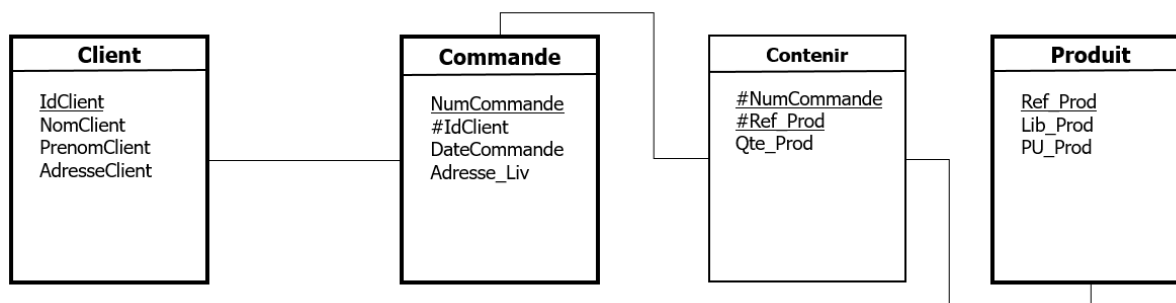 Client
IdClient
NomClient
PrenomClient
AdresseClient
Commande
NumCommande
#IdClient
DateCommande
Adresse_Liv
Contenir
#NumCommande
#Ref_Prod
Qte_Prod
Produit
Ref_Prod
Lib_Prod
PU_Prod